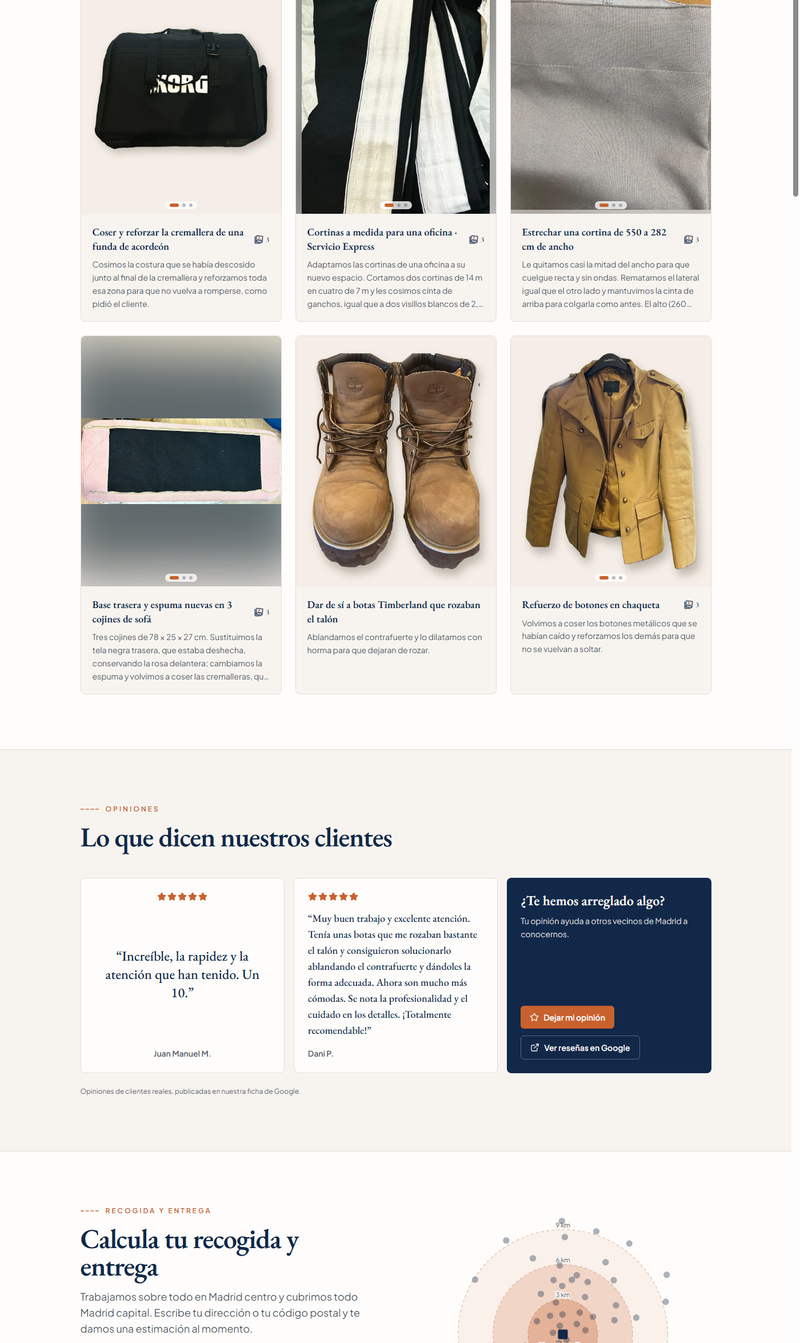 KORG
Coser y reforzar la cremallera de una
funda de acordeón
3
Cosimos la costura que se había descosido
junto al final de la cremallera y reforzamos toda
esa zona para que no vuelva a romperse, como
pidió el cliente.
Cortinas a medida para una oficina ·
Servicio Express
3
Adaptamos las cortinas de una oficina a su
nuevo espacio. Cortamos dos cortinas de 14 m
en cuatro de 7 m y les cosimos cinta de
ganchos, igual que a dos visillos blancos de 2,...
Estrechar una cortina de 550 a 282
cm de ancho
3
Le quitamos casi la mitad del ancho para que
cuelgue recta y sin ondas. Rematamos el lateral
igual que el otro lado y mantuvimos la cinta de
arriba para colgarla como antes. El alto (260...
Base trasera y espuma nuevas en 3
cojines de sofá
3
Tres cojines de 78 × 25 × 27 cm. Sustituimos la
tela negra trasera, que estaba deshecha,
conservando la rosa delantera; cambiamos la
espuma y volvimos a coser las cremalleras, qu...
Dar de sí a botas Timberland que rozaban
el talón
Ablandamos el contrafuerte y lo dilatamos con
horma para que dejaran de rozar.
Refuerzo de botones en chaqueta
3
Volvimos a coser los botones metálicos que se
habían caído y reforzamos los demás para que
no se vuelvan a soltar.
OPINIONES
Lo que dicen nuestros clientes
“Increíble, la rapidez y la
atención que han tenido. Un
10.”
Juan Manuel M.
“Muy buen trabajo y excelente atención.
Tenía unas botas que me rozaban bastante
el talón y consiguieron solucionarlo
ablandando el contrafuerte y dándoles la
forma adecuada. Ahora son mucho más
cómodas. Se nota la profesionalidad y el
cuidado en los detalles. ¡Totalmente
recomendable!”
Dani P.
¿Te hemos arreglado algo?
Tu opinión ayuda a otros vecinos de Madrid a
conocernos.
Dejar mi opinión
Ver reseñas en Google
Opiniones de clientes reales, publicadas en nuestra ficha de Google.
RECOGIDA Y ENTREGA
Calcula tu recogida y
entrega
Trabajamos sobre todo en Madrid centro y cubrimos todo
Madrid capital. Escribe tu dirección o tu código postal y te
damos una estimación al momento.
9 km
6 km
3 km